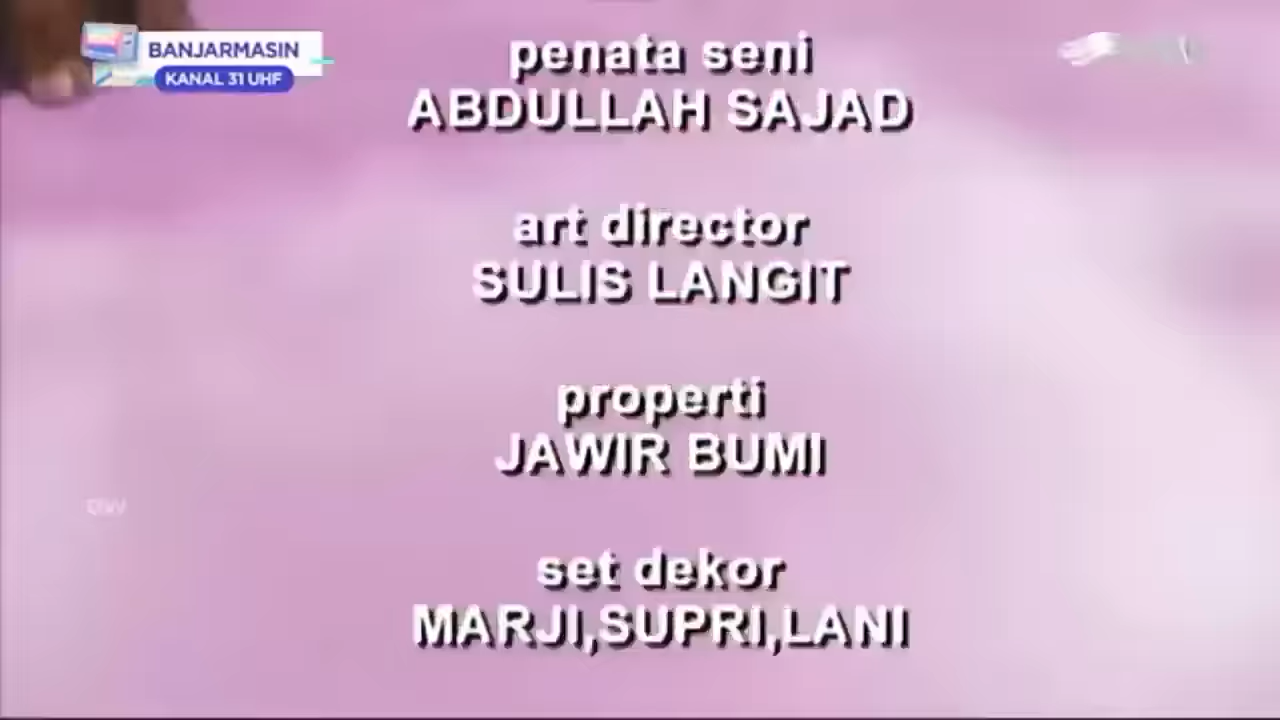 BANJARMASIN
KANAL 31 UHF
penata seni
ABDULLAH SAJAD
art director
SULIS LANGIT
properti
JAWIR BUMI
set dekor
MARJI,SUPRI,LANI